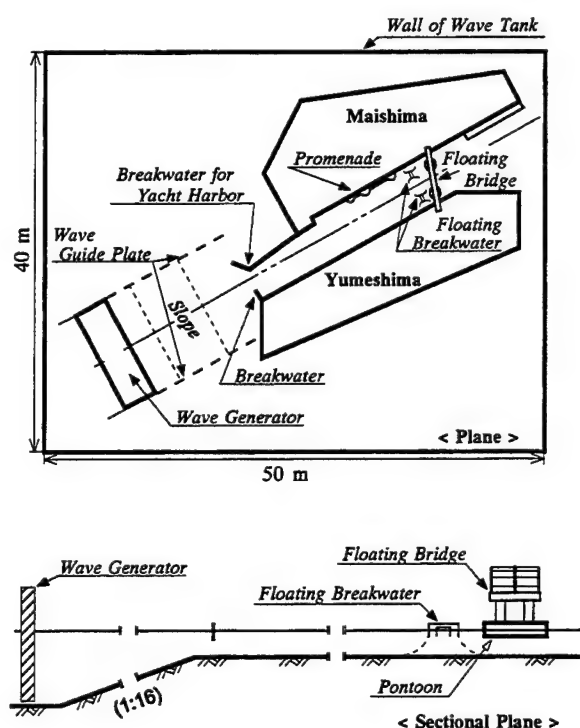 Wall of Wave Tank
Maishima
Promenade
Floating
Bridge
Breakwater for
Yacht Harbor
Wave
Guide Plate
Floating
Breakwater
Yumeshima
40 m
Slope
Breakwater
Wave Generator
< Plane >
50 m
Wave Generator
Floating Bridge
Floating Breakwater
(1:16)
Pontoon
< Sectional Plane >